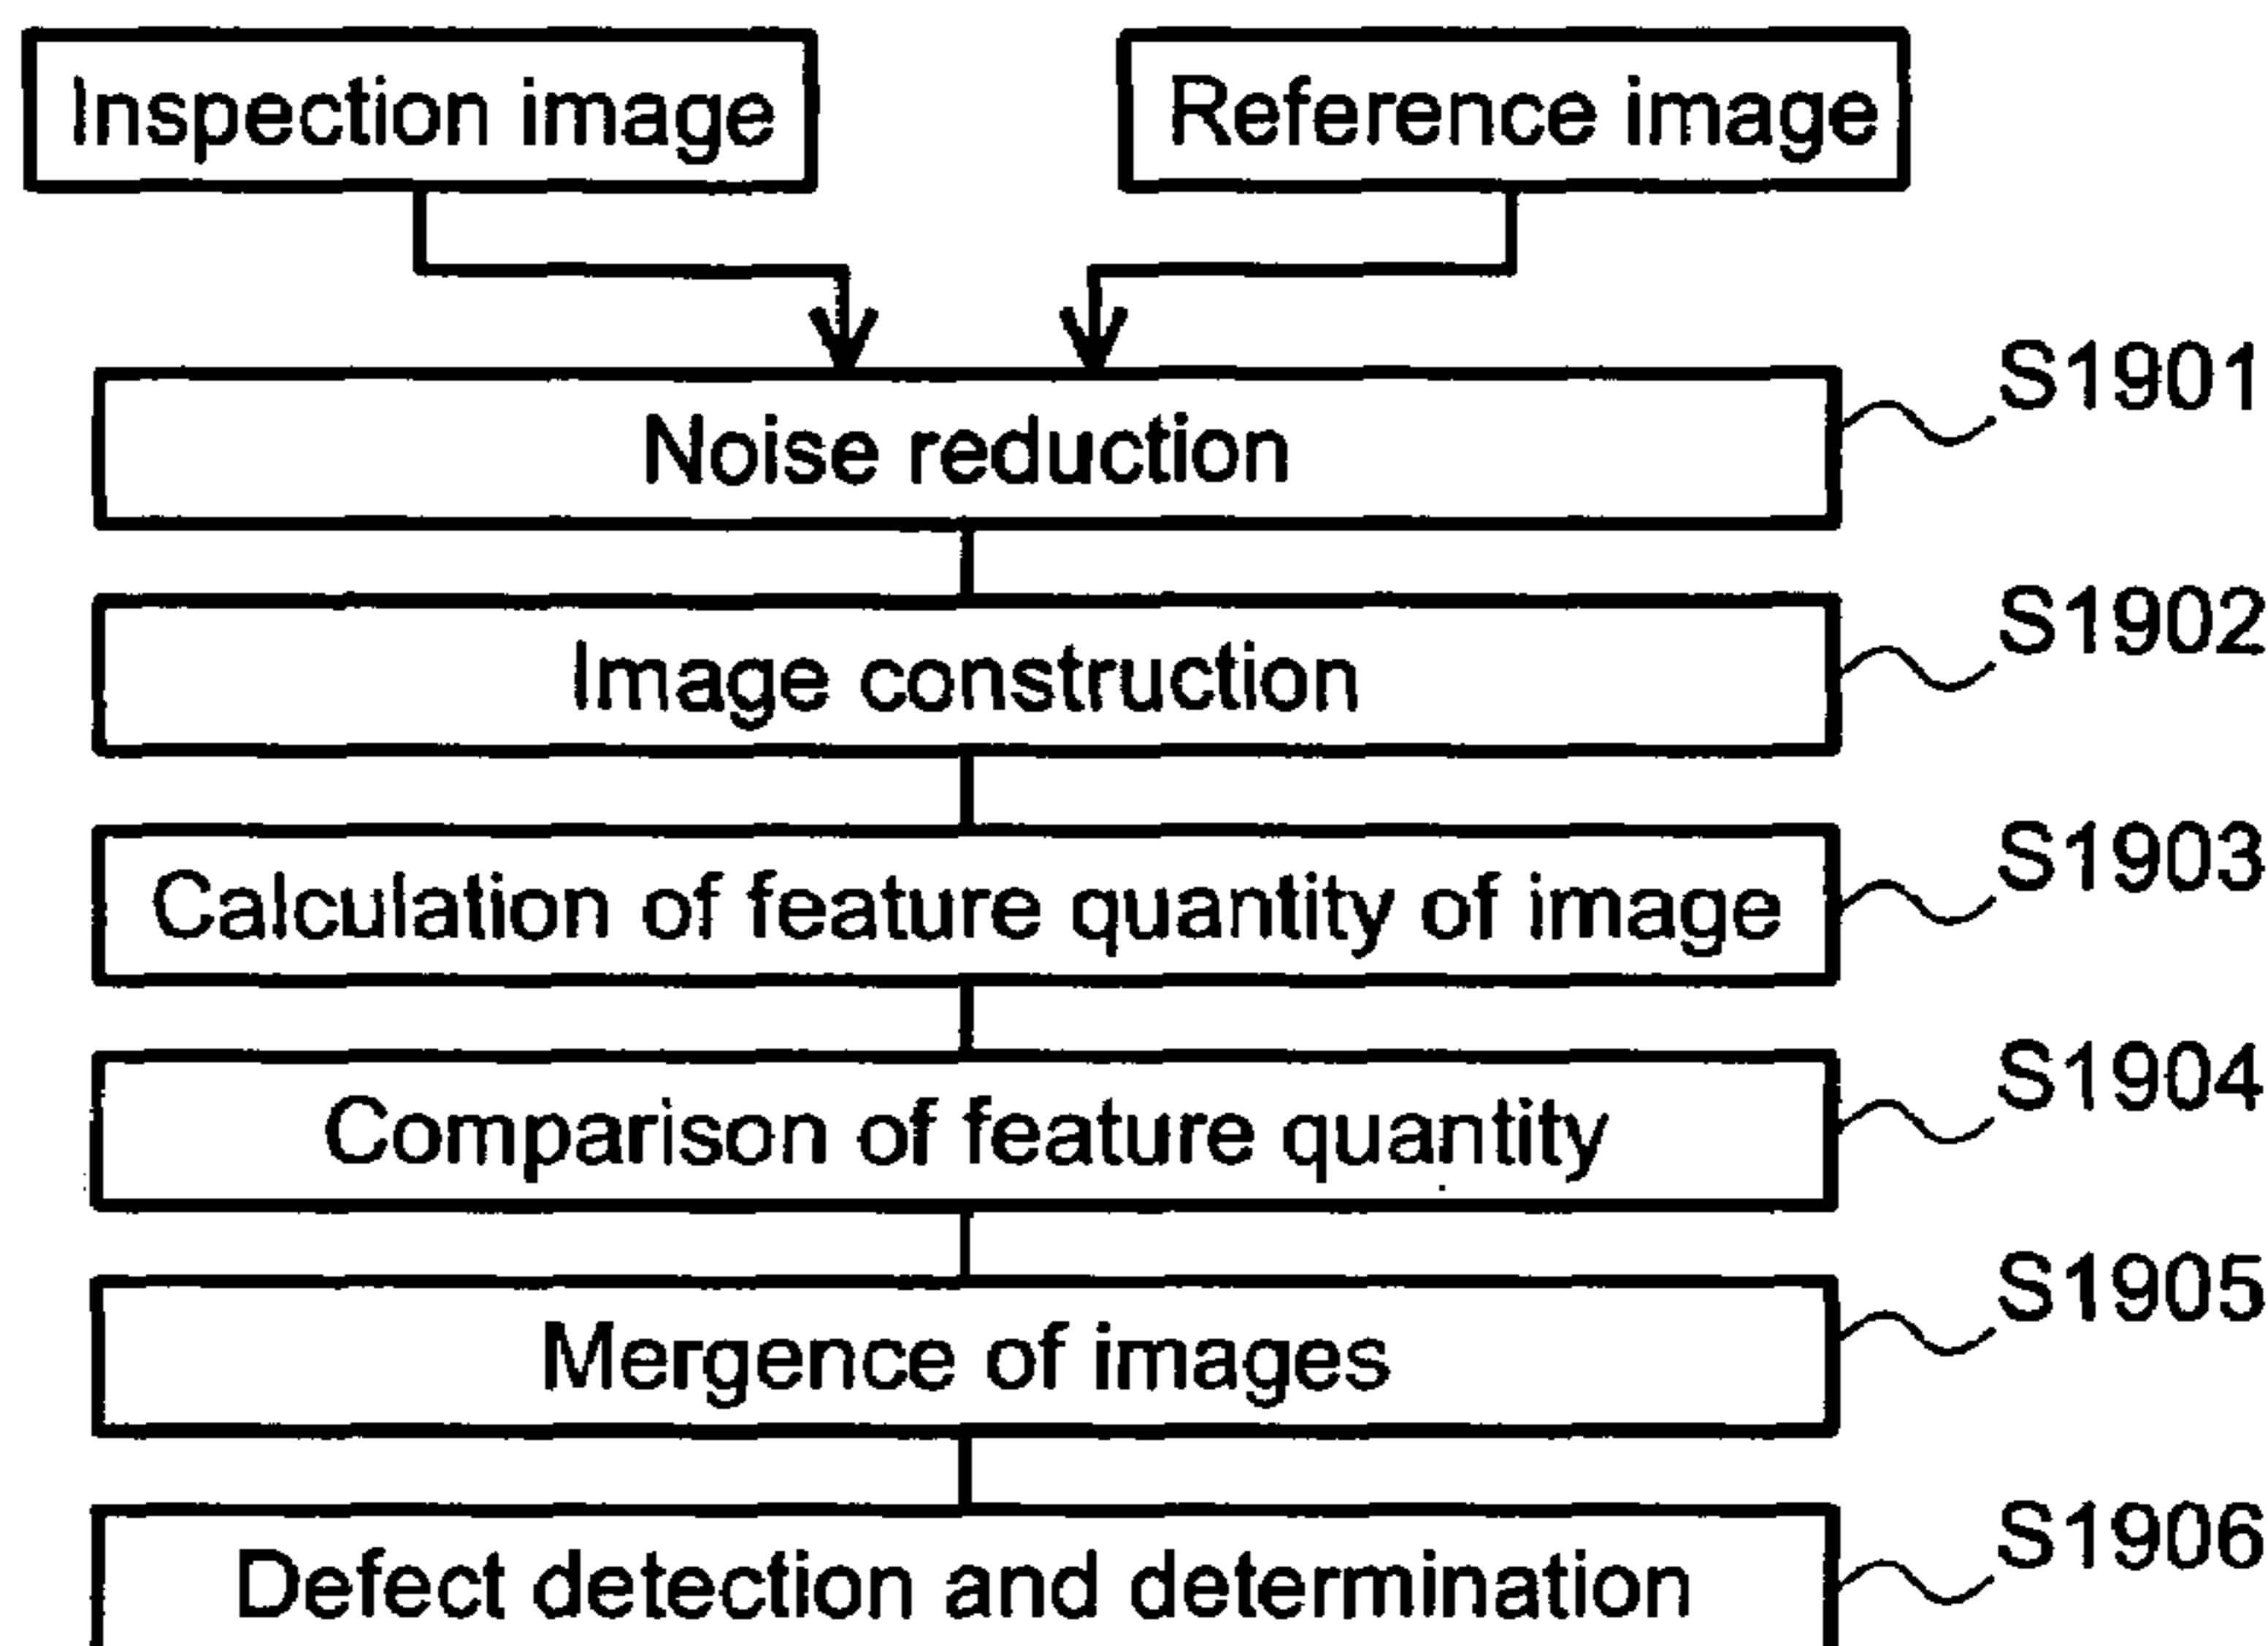 Inspection image
Reference image
Noise reduction
S1901
Image construction
S1902
Calculation of feature quantity of image
S1903
Comparison of feature quantity
S1904
Mergence of images
S1905
Defect detection and determination
S1906